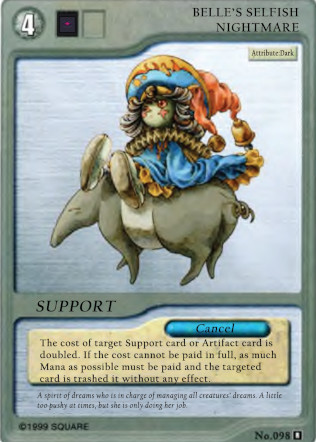 BELLE'S SELFISH
NIGHTMARE
4
Attribute:Dark
SUPPORT
Cancel
The cost of target Support card or Artifact card is
doubled. If the cost cannot be paid in full, as much
Mana as possible must be paid and the targeted
card is trashed it without any effect.
A spirit of dreams who is in charge of managing all creatures' dreams. A little
too pushy at times, but she is only doing her job.
©1999 SQUARE
No.098